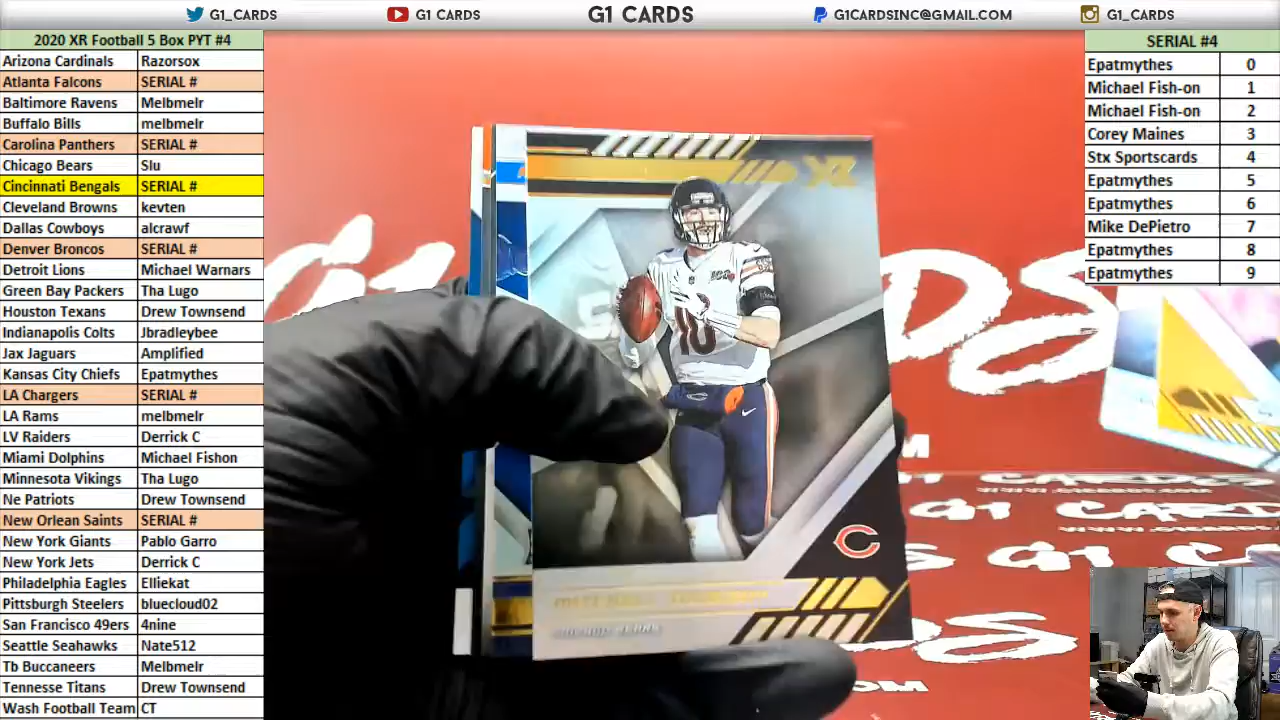 G1_CARDS
G1 CARDS
G1 CARDS
G1CARDSINC@GMAIL.COM
G1_CARDS
2020 XR Football 5 Box PYT #4
Arizona Cardinals Razorsox
Atlanta Falcons SERIAL #
Baltimore Ravens Melbmelr
Buffalo Bills melbmelr
Carolina Panthers SERIAL #
Chicago Bears Slu
Cincinnati Bengals SERIAL #
Cleveland Browns kevten
Dallas Cowboys alcrawf
Denver Broncos SERIAL #
Detroit Lions Michael Warnars
Green Bay Packers Tha Lugo
Houston Texans Drew Townsend
Indianapolis Colts Jbradleybee
Jax Jaguars Amplified
Kansas City Chiefs Epatmythes
LA Chargers SERIAL #
LA Rams melbmelr
LV Raiders Derrick C
Miami Dolphins Michael Fishon
Minnesota Vikings Tha Lugo
Ne Patriots Drew Townsend
New Orlean Saints SERIAL #
New York Giants Pablo Garro
New York Jets Derrick C
Philadelphia Eagles Elliekat
Pittsburgh Steelers bluecloud02
San Francisco 49ers 4nine
Seattle Seahawks Nate512
Tb Buccaneers Melbmelr
Tennesse Titans Drew Townsend
Wash Football Team CT
SERIAL #4
Epatmythes 0
Michael Fish-on 1
Michael Fish-on 2
Corey Maines 3
Stx Sportscards 4
Epatmythes 5
Epatmythes 6
Mike DePietro 7
Epatmythes 8
Epatmythes 9
XR
100
10
G1 CARDS
WWW.G1CARDS.COM